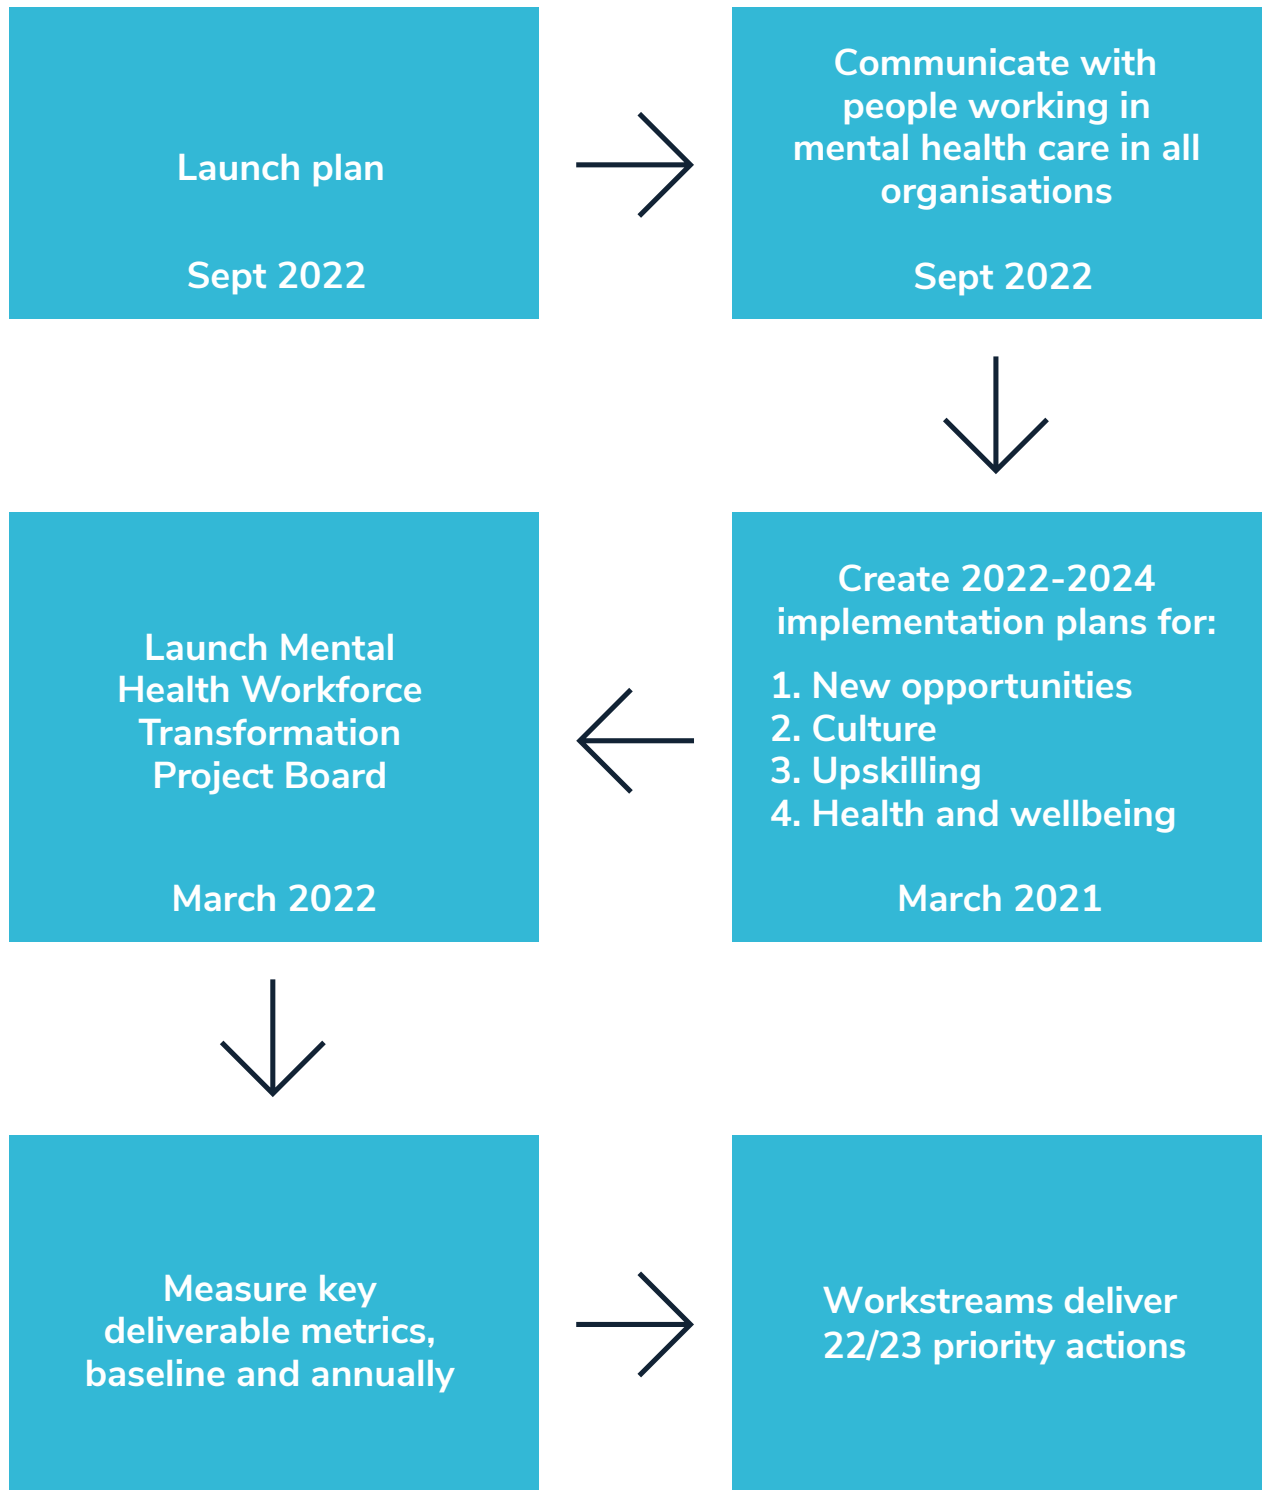 Launch plan
Sept 2022
Communicate with
people working in
mental health care in all
organisations
Sept 2022
Create 2022-2024
implementation plans for:
1. New opportunities
2. Culture
3. Upskilling
4. Health and wellbeing
March 2021
Launch Mental
Health Workforce
Transformation
Project Board
March 2022
Measure key
deliverable metrics,
baseline and annually
Workstreams deliver
22/23 priority actions